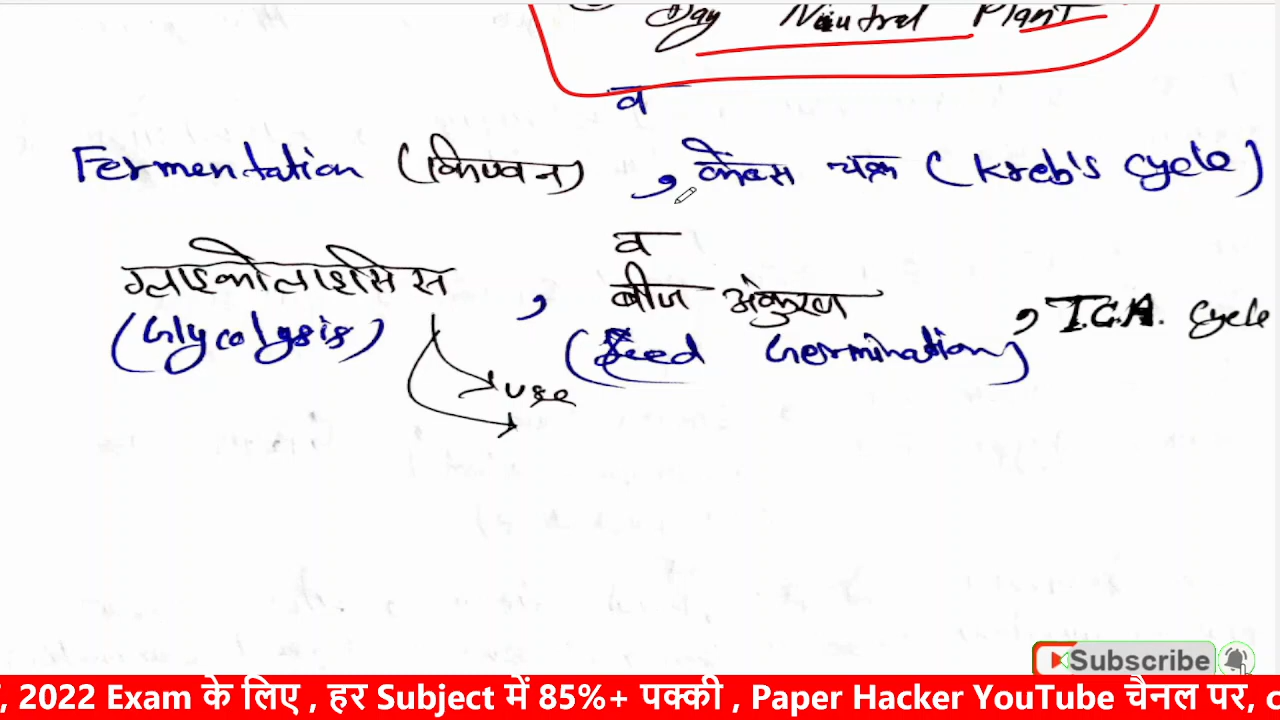 Day Neutral Plant
व
Fermentation (किण्वन) , क्रेब्स चक्र (Kreb's cycle)
व
ग्लाइकोलाइसिस , बीज अंकुरण , T.C.A. cycle
(Glycolysis) (Seed Germination)
use
Subscribe
, 2022 Exam के लिए , हर Subject में 85%+ पक्की , Paper Hacker YouTube चैनल पर, c